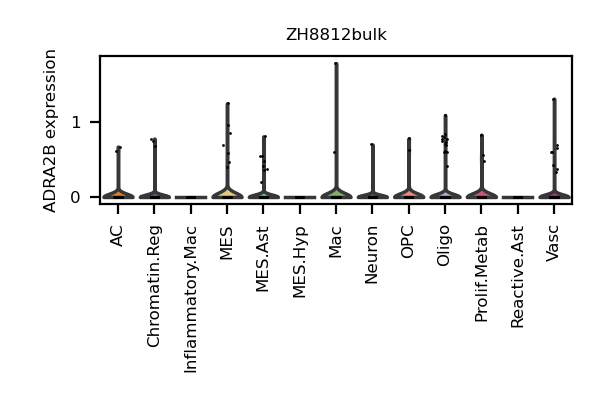 ZH8812bulk
ADRA2B expression
1
0
AC
Chromatin.Reg
Inflammatory.Mac
MES
MES.Ast
MES.Hyp
Mac
Neuron
OPC
Oligo
Prolif.Metab
Reactive.Ast
Vasc